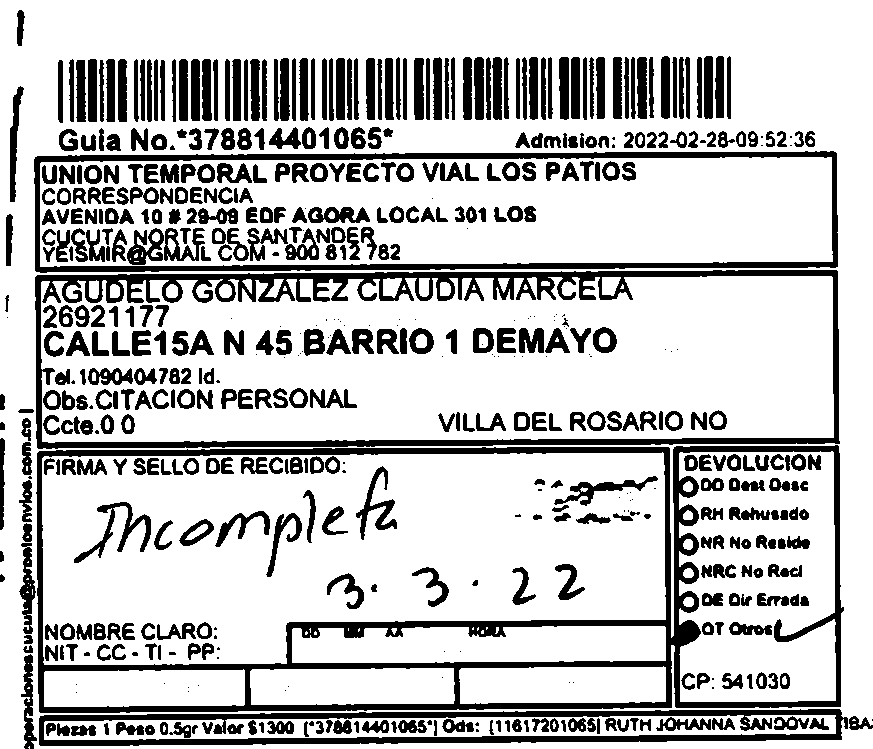 Guia No.*378814401065*
Admision: 2022-02-28-09:52:36
UNION TEMPORAL PROYECTO VIAL LOS PATIOS
CORRESPONDENCIA
AVENIDA 10 # 29-09 EDF AGORA LOCAL 301 LOS
CUCUTA NORTE DE SANTANDER
YEISMIR@GMAIL COM - 900 812 782
AGUDELO GONZALEZ CLAUDIA MARCELA
26921177
CALLE15A N 45 BARRIO 1 DEMAYO
Tel.1090404782 Id.
Obs.CITACION PERSONAL
Ccte.0 0
VILLA DEL ROSARIO NO
FIRMA Y SELLO DE RECIBIDO:
Incompleta
3. 3. 22
NOMBRE CLARO:
NIT - CC - TI - PP:
DD MM AA HORA
DEVOLUCION
DD Dest Desc
RH Rehusado
NR No Reside
NRC No Recl
DE Dir Errada
OT Otros
CP: 541030
Piezas 1 Peso 0.5gr Valor $1300 [*378814401065*] Ods: [11617201065] RUTH JOHANNA SANDOVAL
operacionescucuta@prontoenvios.com.co |